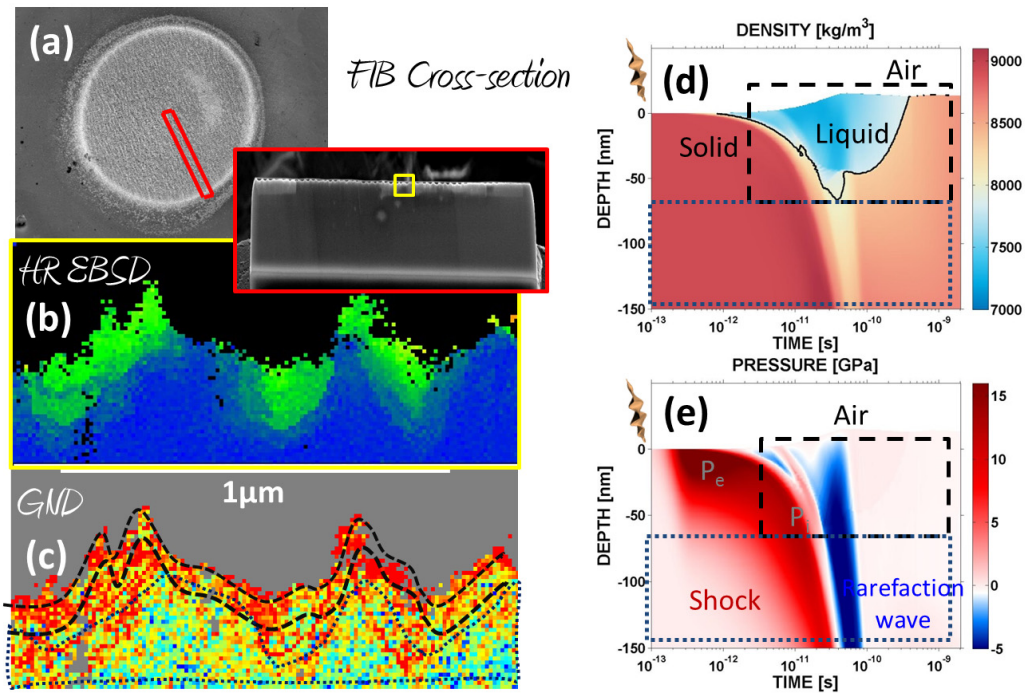 (a)
FIB Cross-section
HR EBSD
(b)
1µm
GND
(c)
DENSITY [kg/m³]
(d)
Air
Solid
Liquid
DEPTH [nm]
0
-50
-100
-150
10⁻¹³
10⁻¹²
10⁻¹¹
10⁻¹⁰
10⁻⁹
TIME [s]
9000
8500
8000
7500
7000
PRESSURE [GPa]
(e)
Air
Pₑ
P
Shock
Rarefaction
wave
DEPTH [nm]
0
-50
-100
-150
10⁻¹³
10⁻¹²
10⁻¹¹
10⁻¹⁰
10⁻⁹
TIME [s]
15
10
5
0
-5